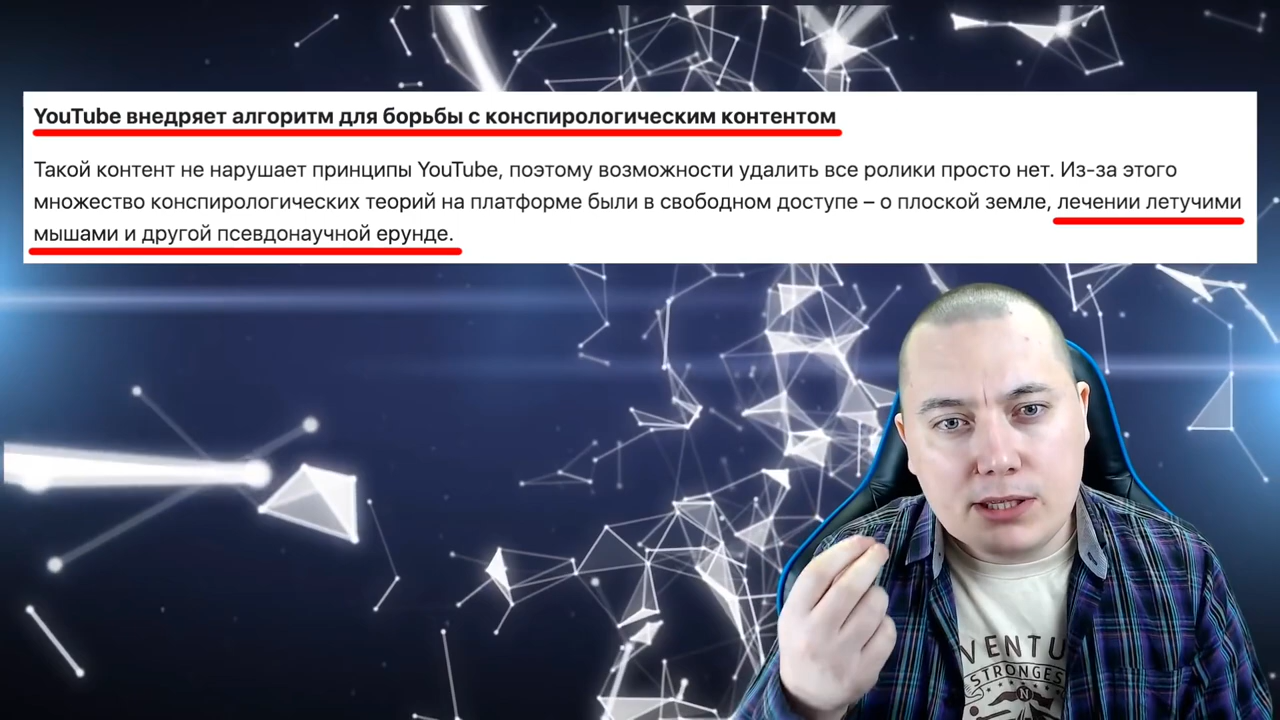 YouTube внедряет алгоритм для борьбы с конспирологическим контентом
Такой контент не нарушает принципы YouTube, поэтому возможности удалить все ролики просто нет. Из-за этого
множество конспирологических теорий на платформе были в свободном доступе – о плоской земле, лечении летучими
мышами и другой псевдонаучной ерунде.
VENTU
STRONGES
N